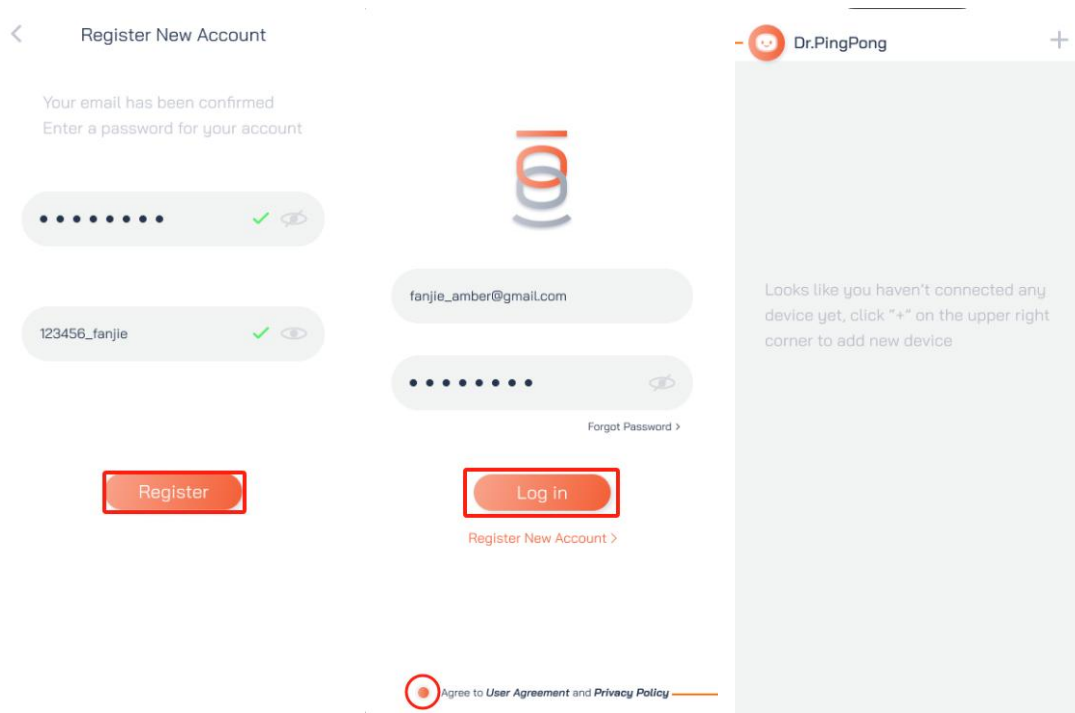 Register New Account
Your email has been confirmed
Enter a password for your account
123456_fanjie
Register
fanjie_amber@gmail.com
Forgot Password >
Log in
Register New Account >
Agree to User Agreement and Privacy Policy
Dr.PingPong
Looks like you haven't connected any
device yet, click "+" on the upper right
corner to add new device